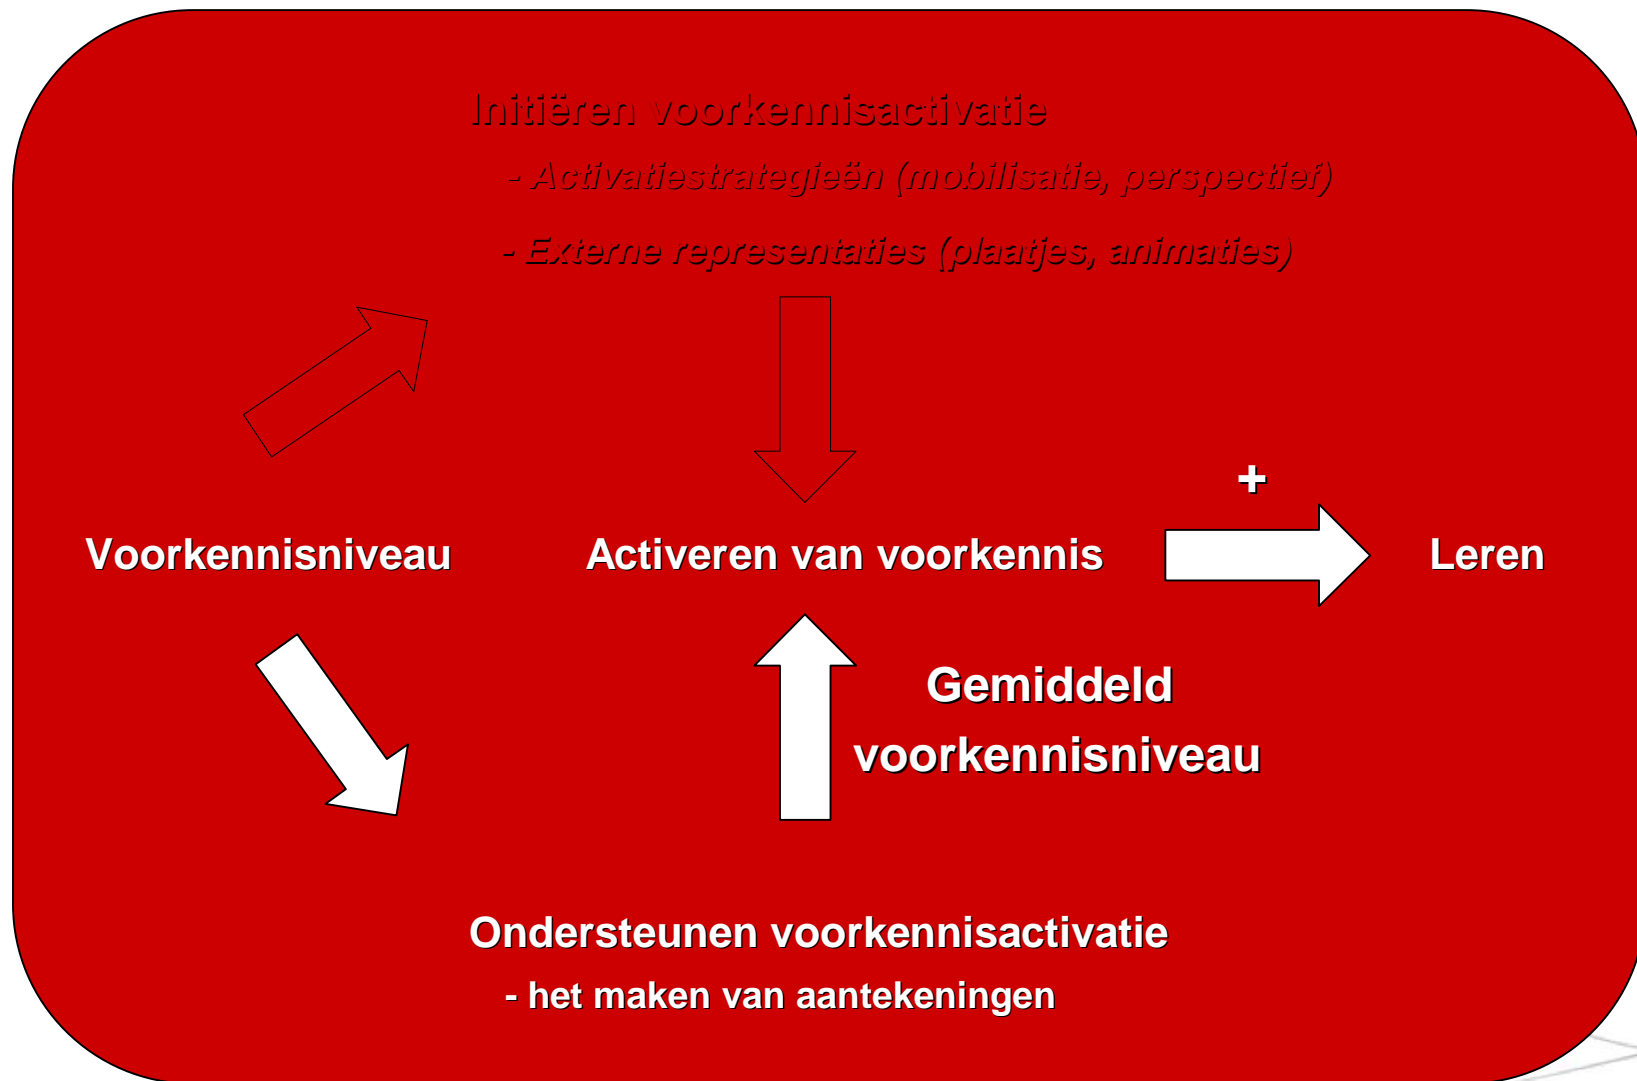 Initiëren voorkennisactivatie
- Activatiestrategieën (mobilisatie, perspectief)
- Externe representaties (plaatjes, animaties)
+
Voorkennisniveau
Activeren van voorkennis
Leren
Gemiddeld
voorkennisniveau
Ondersteunen voorkennisactivatie
- het maken van aantekeningen